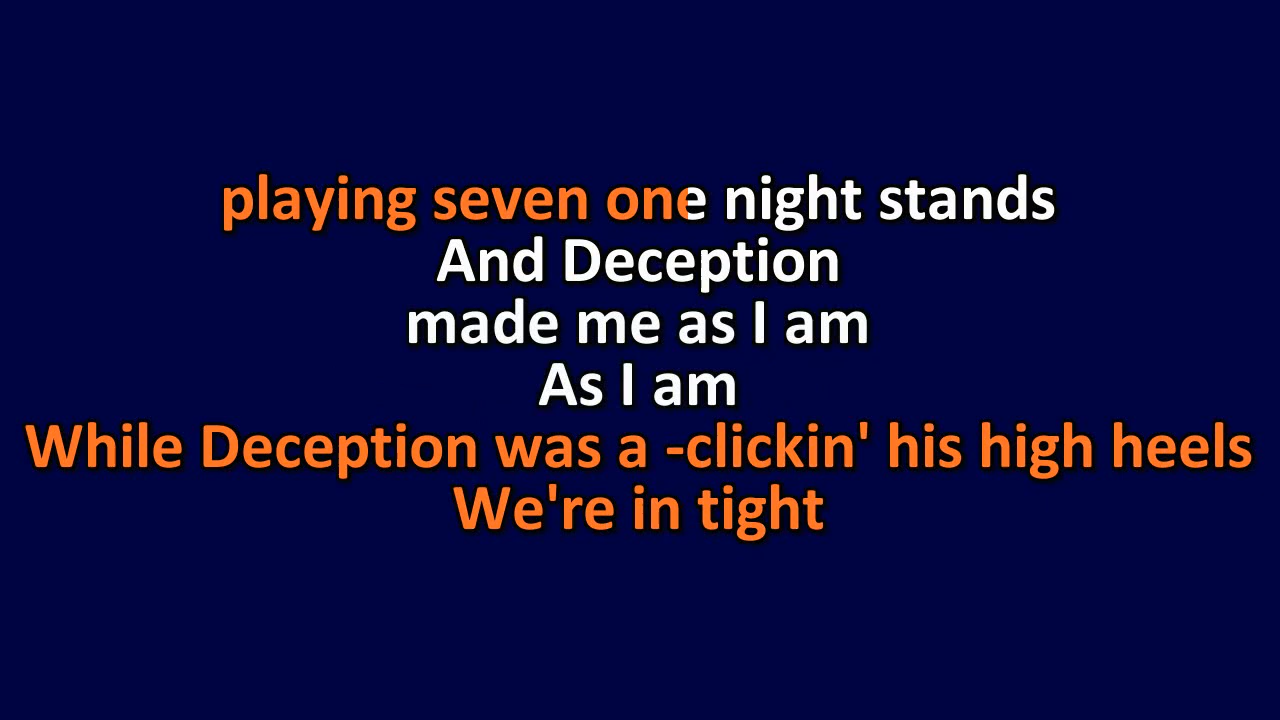 playing seven one night stands
And Deception
made me as I am
As I am
While Deception was a -clickin' his high heels
We're in tight